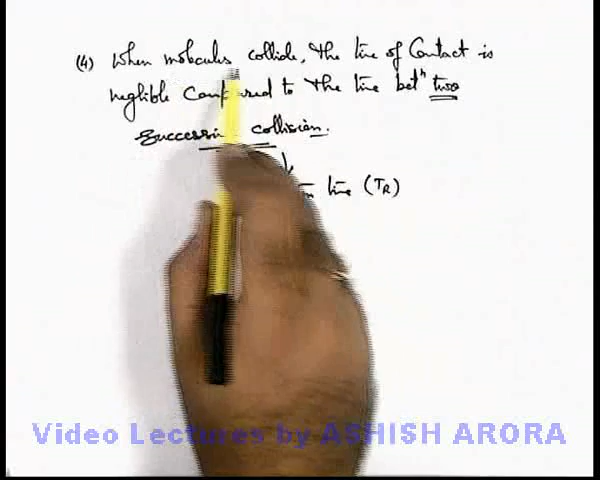 (4) When molecules collide, the time of Contact is
neglible Compared to the time betⁿ two
successive collision.
time (TR)
Video Lectures by ASHISH ARORA